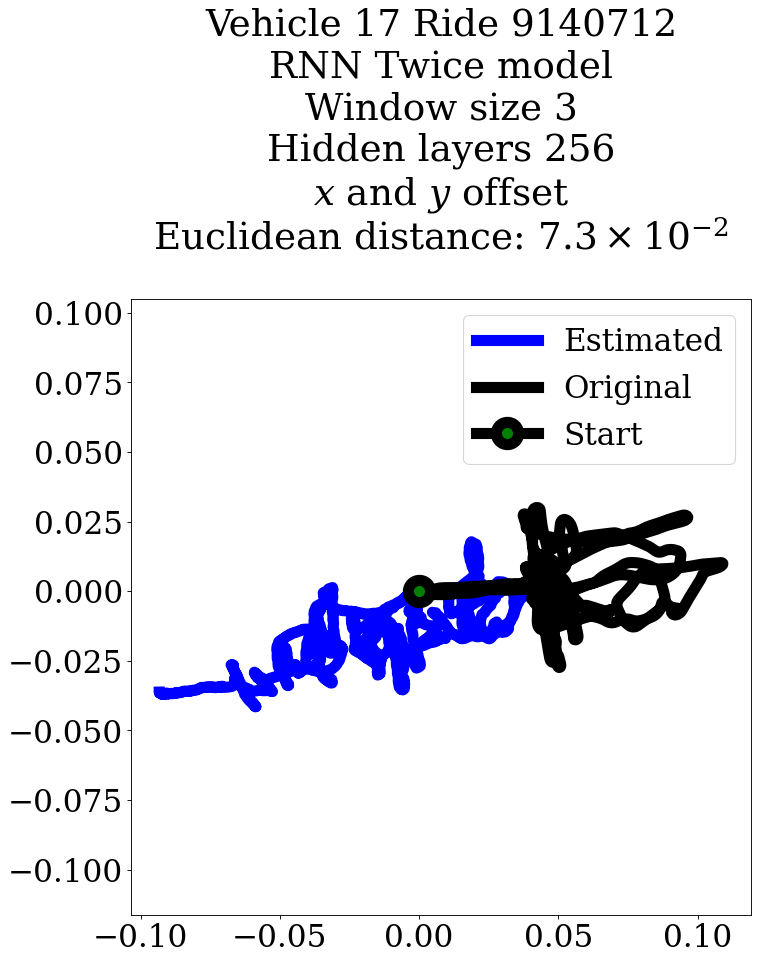 Vehicle 17 Ride 9140712
RNN Twice model
Window size 3
Hidden layers 256
x and y offset
Euclidean distance: 7.3 × 10⁻²
Estimated
Original
Start
0.100
0.075
0.050
0.025
0.000
−0.025
−0.050
−0.075
−0.100
−0.10 −0.05 0.00 0.05 0.10